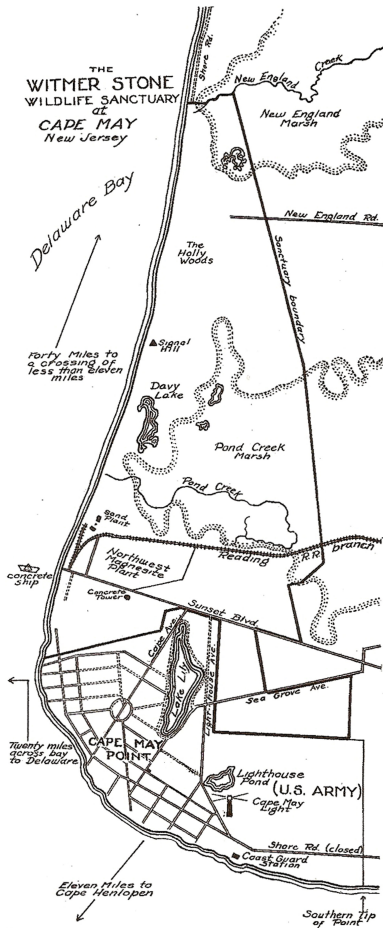 Shore Rd.
THE
WITMER STONE
WILDLIFE SANCTUARY
at
CAPE MAY
New Jersey
New England
Creek
New England
Marsh
Delaware Bay
New England Rd.
The
Holly
Woods
Sanctuary boundary
Signal
Hill
Forty Miles to
a crossing of
less than eleven
miles
Davy
Lake
Pond Creek
Marsh
Pond Creek
Sand
Plant
Reading R.R. branch
Northwest
Magnesite
Plant
concrete
ship
Concrete
Tower
Sunset Blvd.
Cape Ave.
Lake Lily
Lighthouse Ave.
Sea Grove Ave.
Twenty miles
across bay
to Delaware
CAPE MAY
POINT
Lighthouse
Pond
(U.S. ARMY)
Cape May
Light
Shore Rd. (closed)
Coast Guard
Station
Eleven Miles to
Cape Henlopen
Southern Tip
of Point